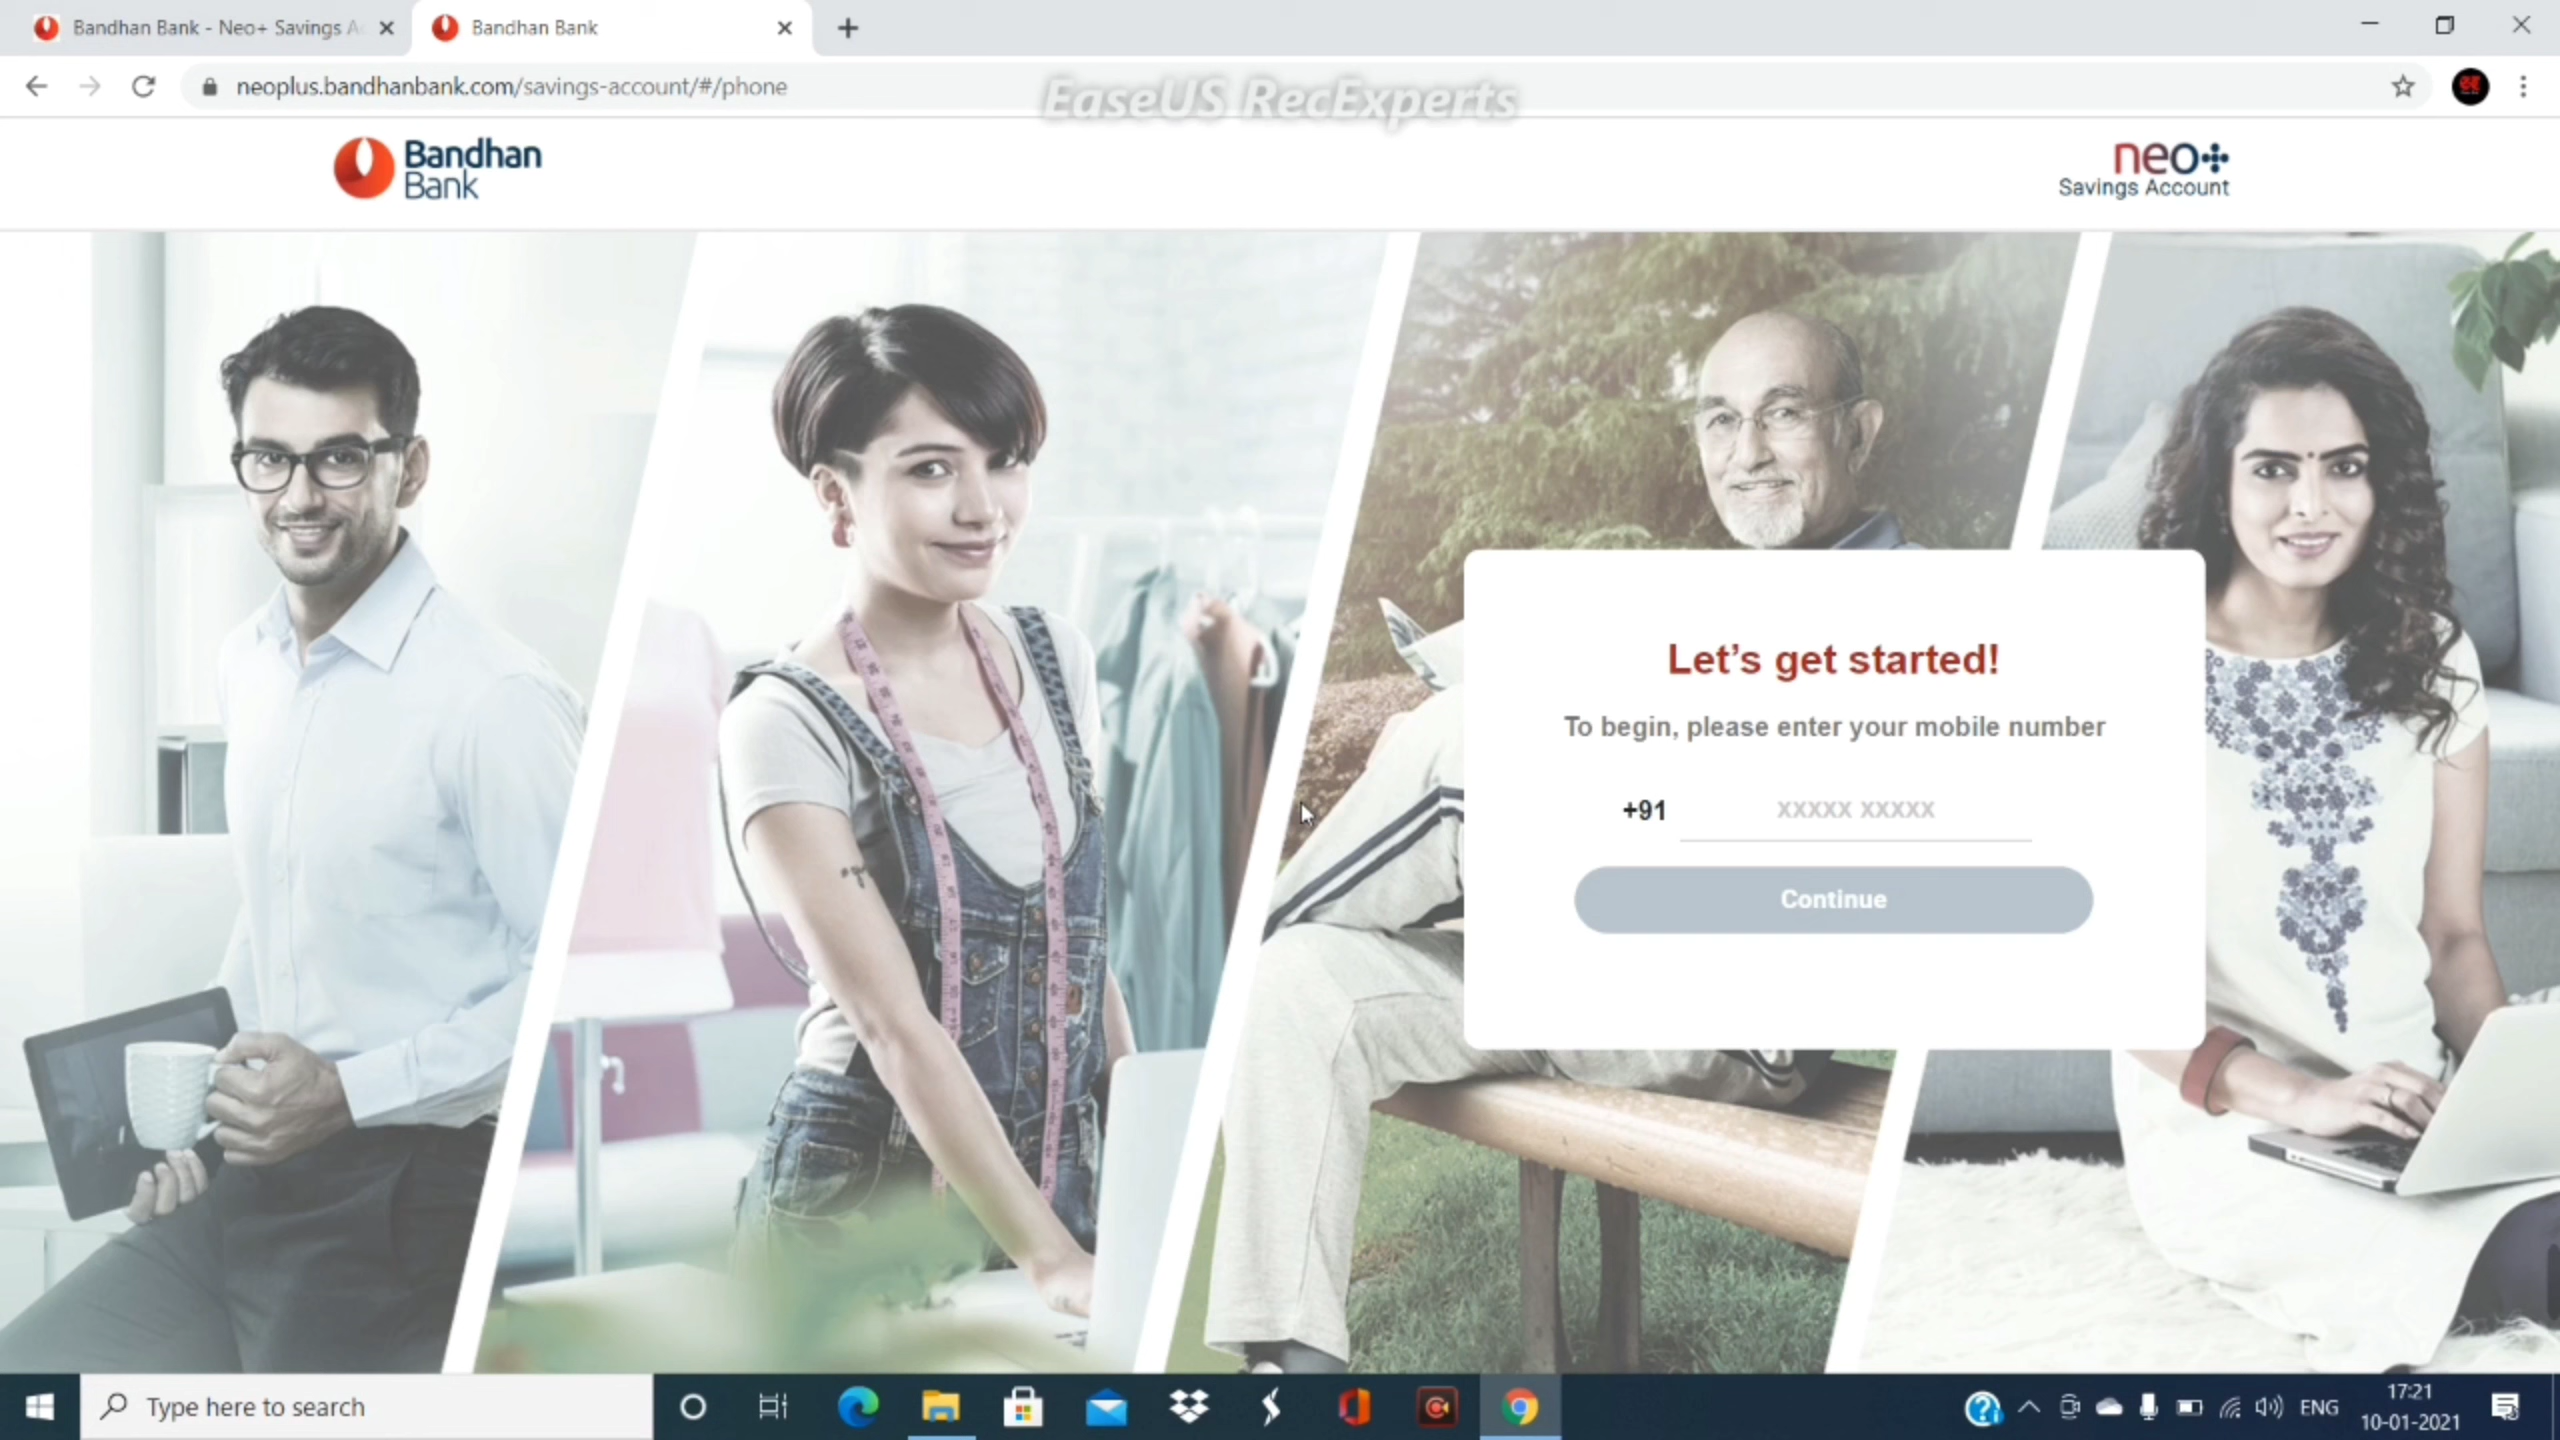 Bandhan Bank - Neo+ Savings A
Bandhan Bank
neoplus.bandhanbank.com/savings-account/#/phone
EaseUS RecExperts
Bandhan
Bank
neo+
Savings Account
Let's get started!
To begin, please enter your mobile number
+91 XXXXX XXXXX
Continue
Type here to search
ENG
17:21
10-01-2021